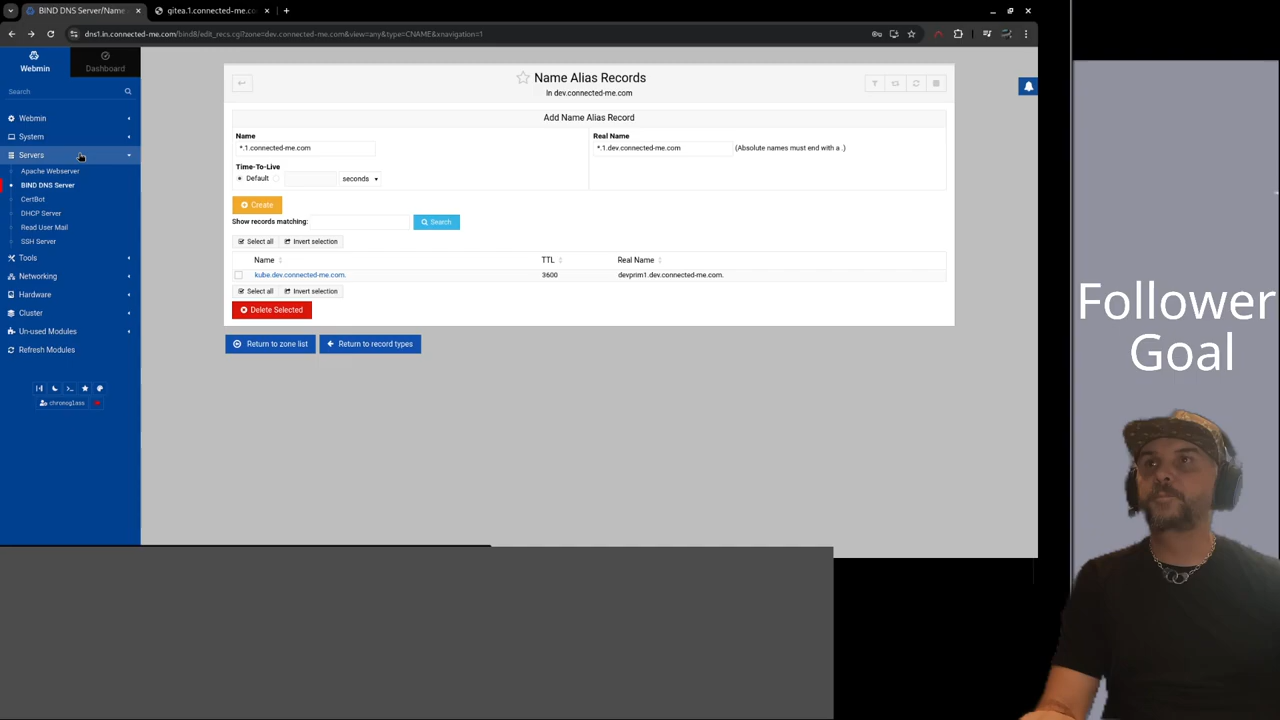 BIND DNS Server/Name
gitea.1.connected-me.com
dns1.in.connected-me.com/bind8/edit_recs.cgi?zone=dev.connected-me.com&view=any&type=CNAME&xnavigation=1
Webmin
Dashboard
Search
Webmin
System
Servers
Apache Webserver
BIND DNS Server
CertBot
DHCP Server
Read User Mail
SSH Server
Tools
Networking
Hardware
Cluster
Un-used Modules
Refresh Modules
chronoglass
Name Alias Records
In dev.connected-me.com
Add Name Alias Record
Name
*.1.connected-me.com
Real Name
*.1.dev.connected-me.com (Absolute names must end with a .)
Time-To-Live
Default seconds
Create
Show records matching: Search
Select all Invert selection
Name TTL Real Name
kube.dev.connected-me.com. 3600 devprim1.dev.connected-me.com.
Select all Invert selection
Delete Selected
Return to zone list Return to record types
Follower
Goal